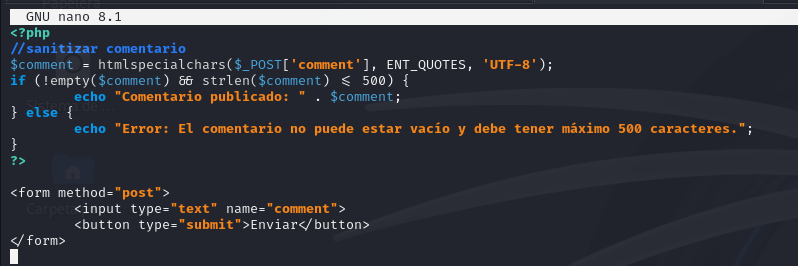 GNU nano 8.1
<?php
//sanitizar comentario
$comment = htmlspecialchars($_POST['comment'], ENT_QUOTES, 'UTF-8');
if (!empty($comment) && strlen($comment) <= 500) {
        echo "Comentario publicado: " . $comment;
} else {
        echo "Error: El comentario no puede estar vacío y debe tener máximo 500 caracteres.";
}
?>

<form method="post">
        <input type="text" name="comment">
        <button type="submit">Enviar</button>
</form>